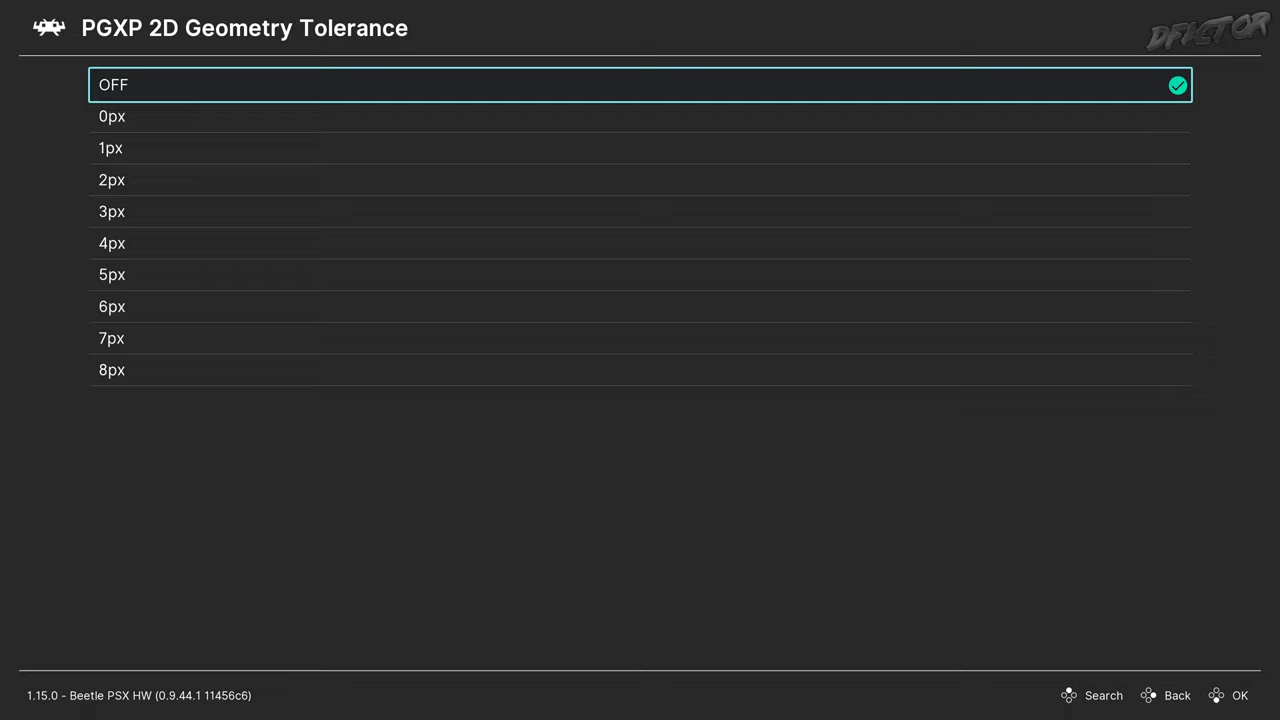 PGXP 2D Geometry Tolerance
DFACTOR
OFF
0px
1px
2px
3px
4px
5px
6px
7px
8px
1.15.0 - Beetle PSX HW (0.9.44.1 11456c6)
Search Back OK